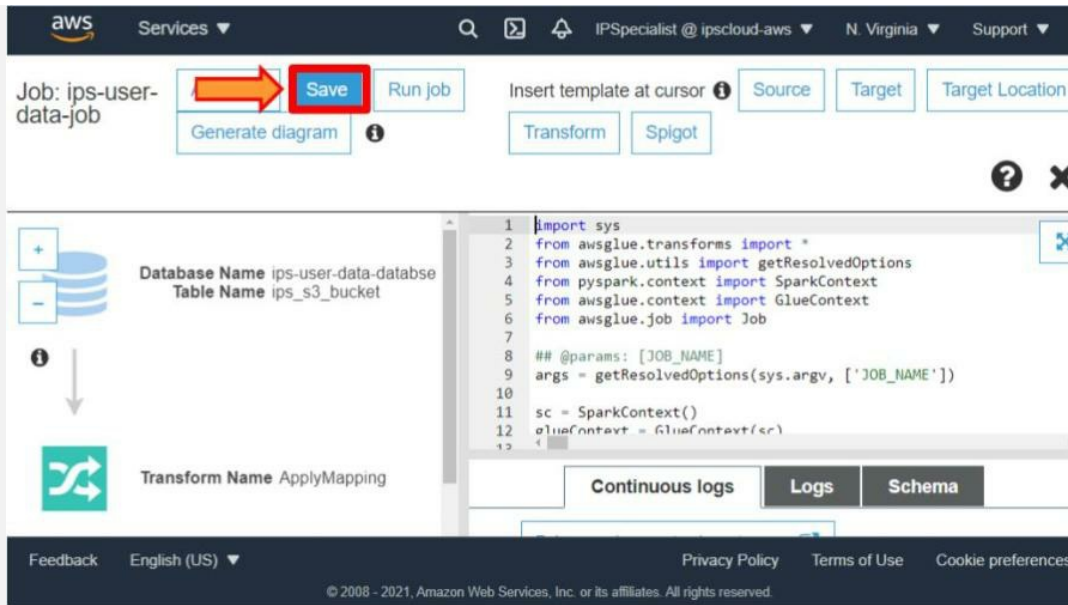 aws Services ▼ IPSpecialist @ ipscloud-aws ▼ N. Virginia ▼ Support ▼
Job: ips-user-
data-job
Save Run job
Generate diagram
Insert template at cursor Source Target Target Location
Transform Spigot
Database Name ips-user-data-databse
Table Name ips_s3_bucket
Transform Name ApplyMapping
1 import sys
2 from awsglue.transforms import *
3 from awsglue.utils import getResolvedOptions
4 from pyspark.context import SparkContext
5 from awsglue.context import GlueContext
6 from awsglue.job import Job
7
8 ## @params: [JOB_NAME]
9 args = getResolvedOptions(sys.argv, ['JOB_NAME'])
10
11 sc = SparkContext()
12 glueContext = GlueContext(sc)
13
Continuous logs Logs Schema
Feedback English (US) ▼ Privacy Policy Terms of Use Cookie preferences
© 2008 - 2021, Amazon Web Services, Inc. or its affiliates. All rights reserved.